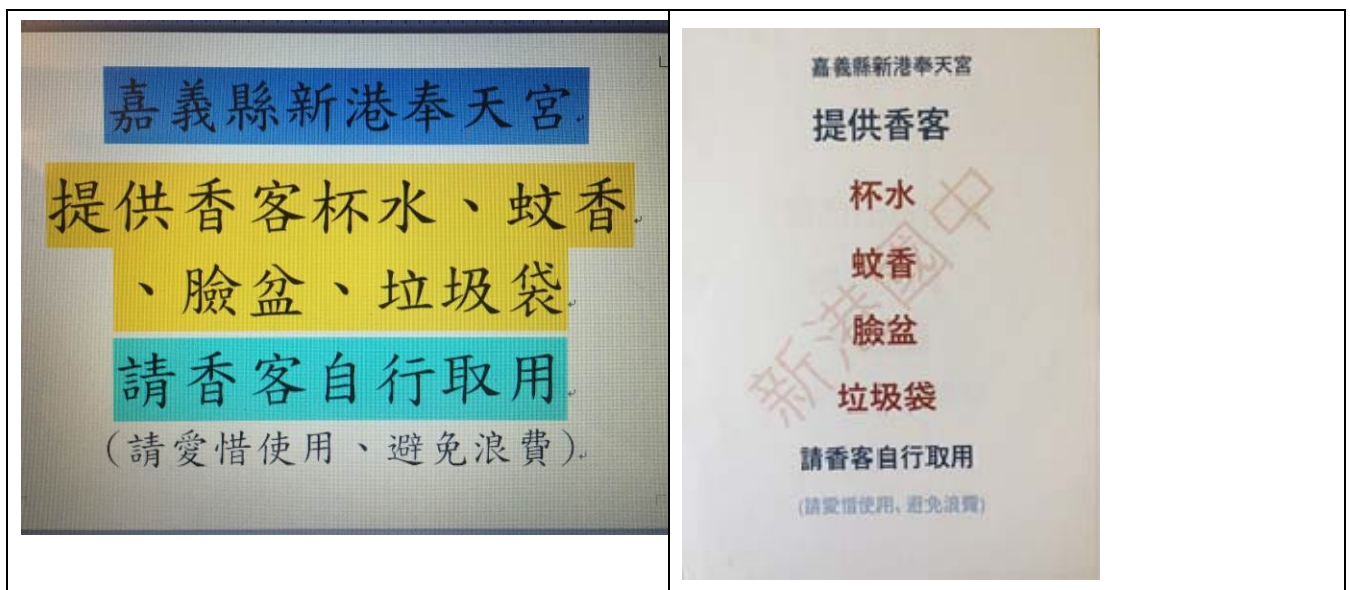 嘉義縣新港奉天宮
提供香客杯水、蚊香
、臉盆、垃圾袋
請香客自行取用
(請愛惜使用、避免浪費)
嘉義縣新港奉天宮
提供香客
杯水
蚊香
臉盆
垃圾袋
請香客自行取用
(請愛惜使用、避免浪費)
新港國中